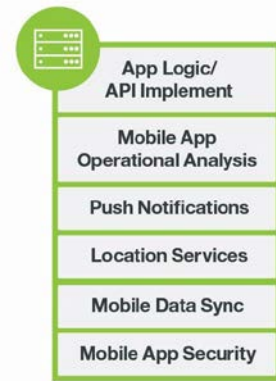 App Logic/
API Implement
Mobile App
Operational Analysis
Push Notifications
Location Services
Mobile Data Sync
Mobile App Security